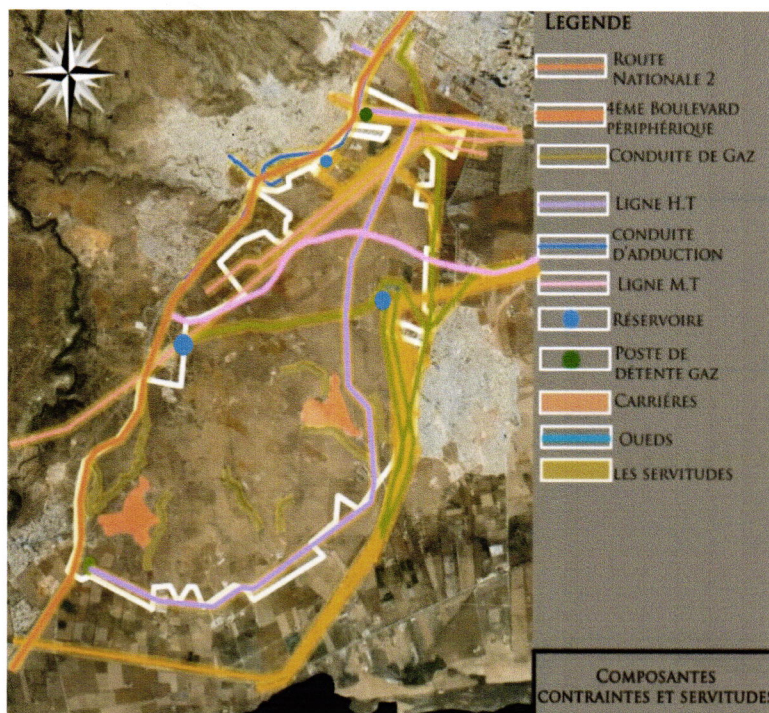 LEGENDE
ROUTE
NATIONALE 2
4ÈME BOULEVARD
PÉRIPHÉRIQUE
CONDUITE DE GAZ
LIGNE H.T
CONDUITE
D'ADDUCTION
LIGNE M.T
RÉSERVOIRE
POSTE DE
DÉTENTE GAZ
CARRIÉRES
OUEDS
LES SERVITUDES
COMPOSANTES
CONTRAINTES ET SERVITUDES